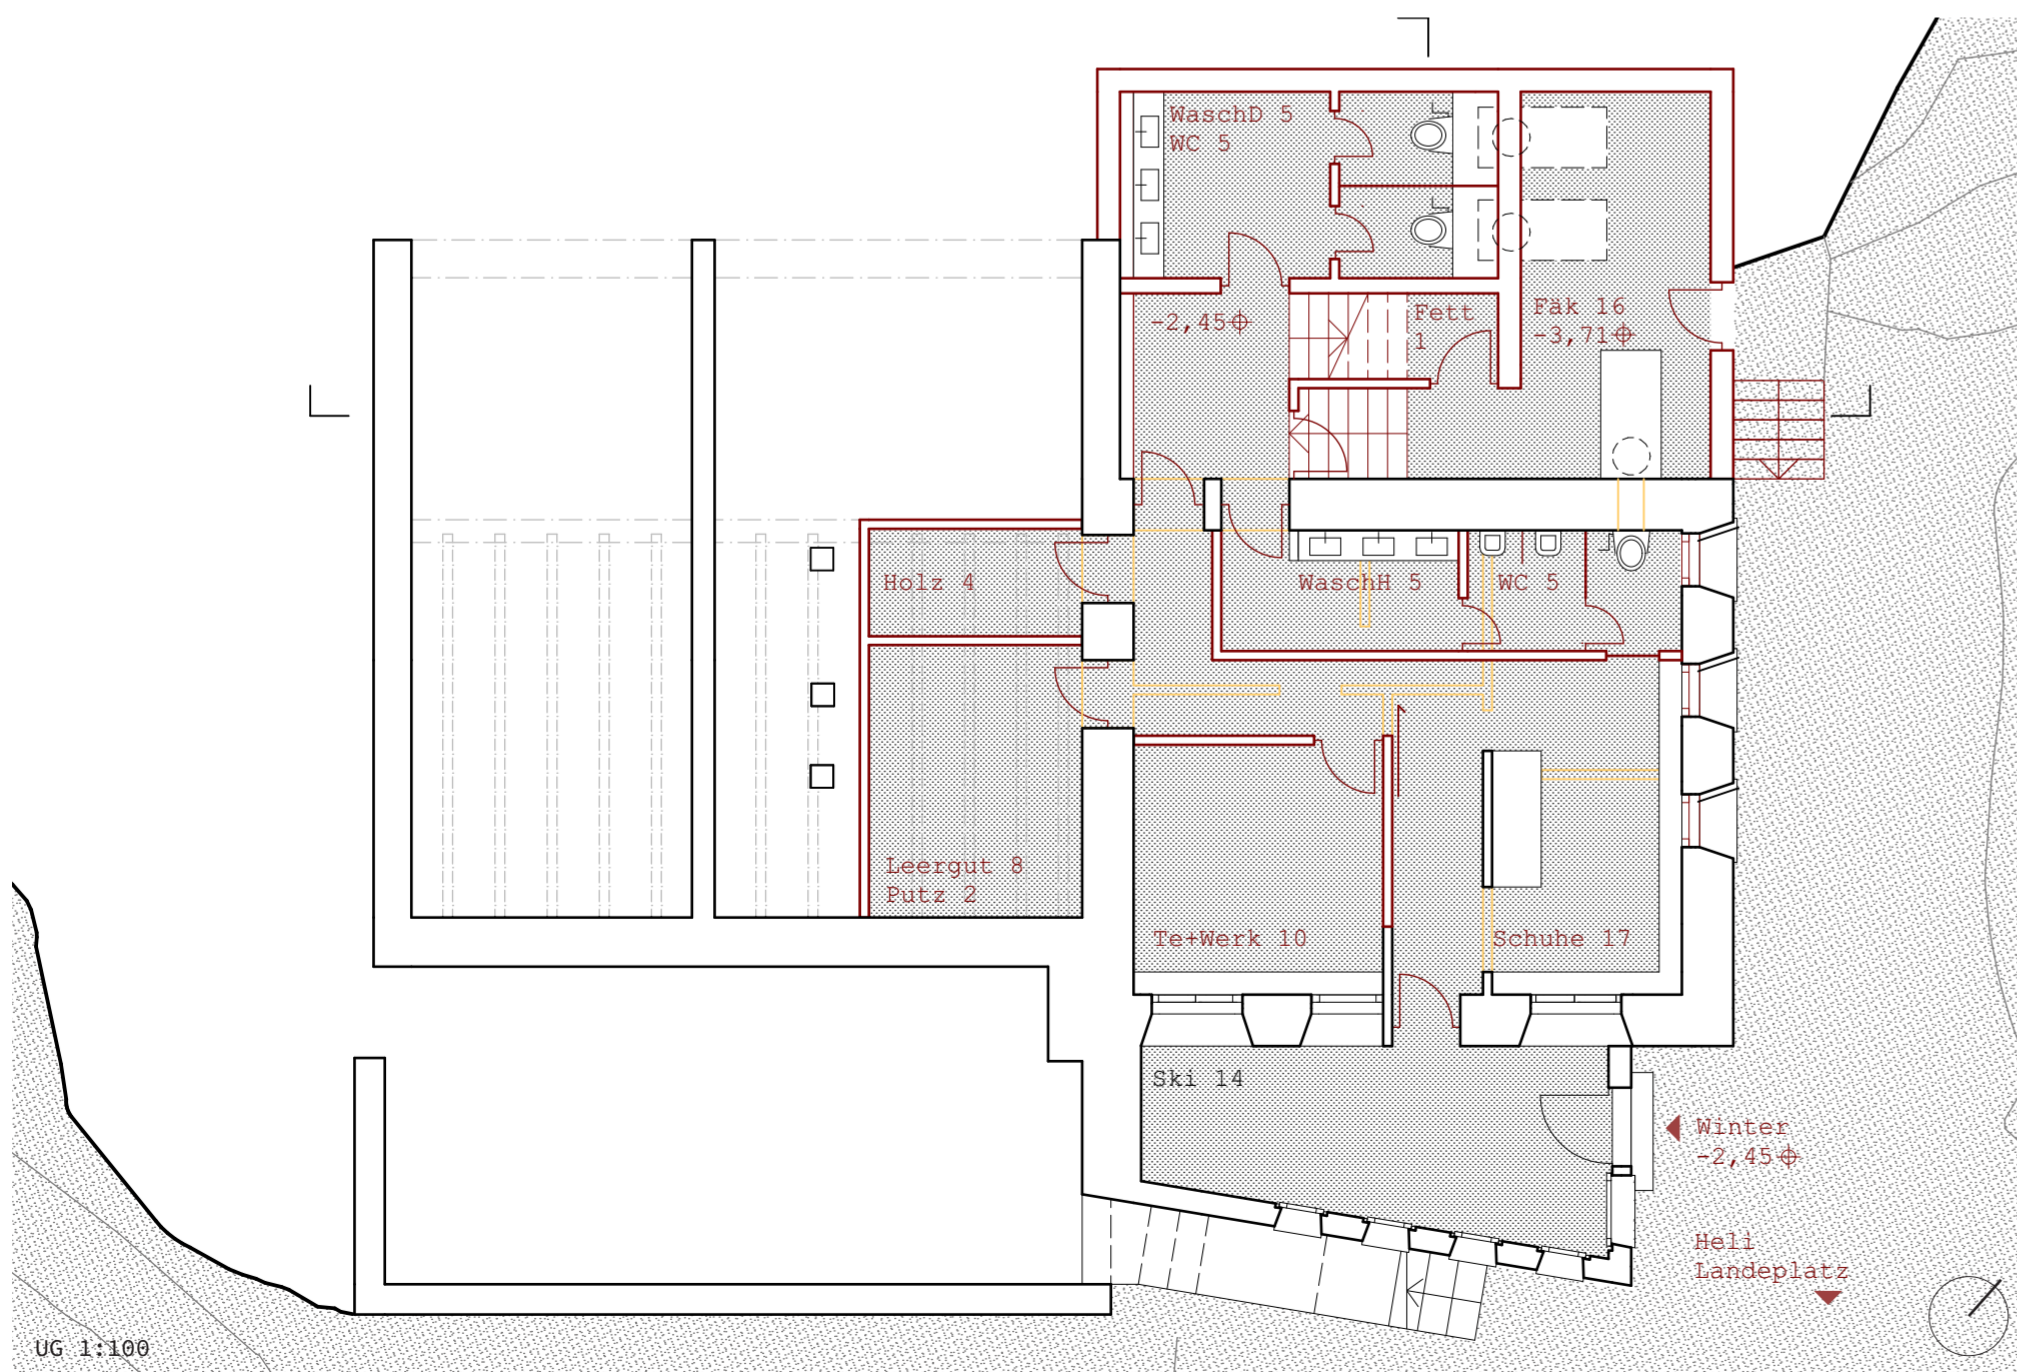 WaschD 5
WC 5
-2,45
Fett
1
Fäk 16
-3,71
Holz 4
WaschH 5
WC 5
Leergut 8
Putz 2
Te+Werk 10
Schuhe 17
Ski 14
Winter
-2,45
Heli
Landeplatz
UG 1:100